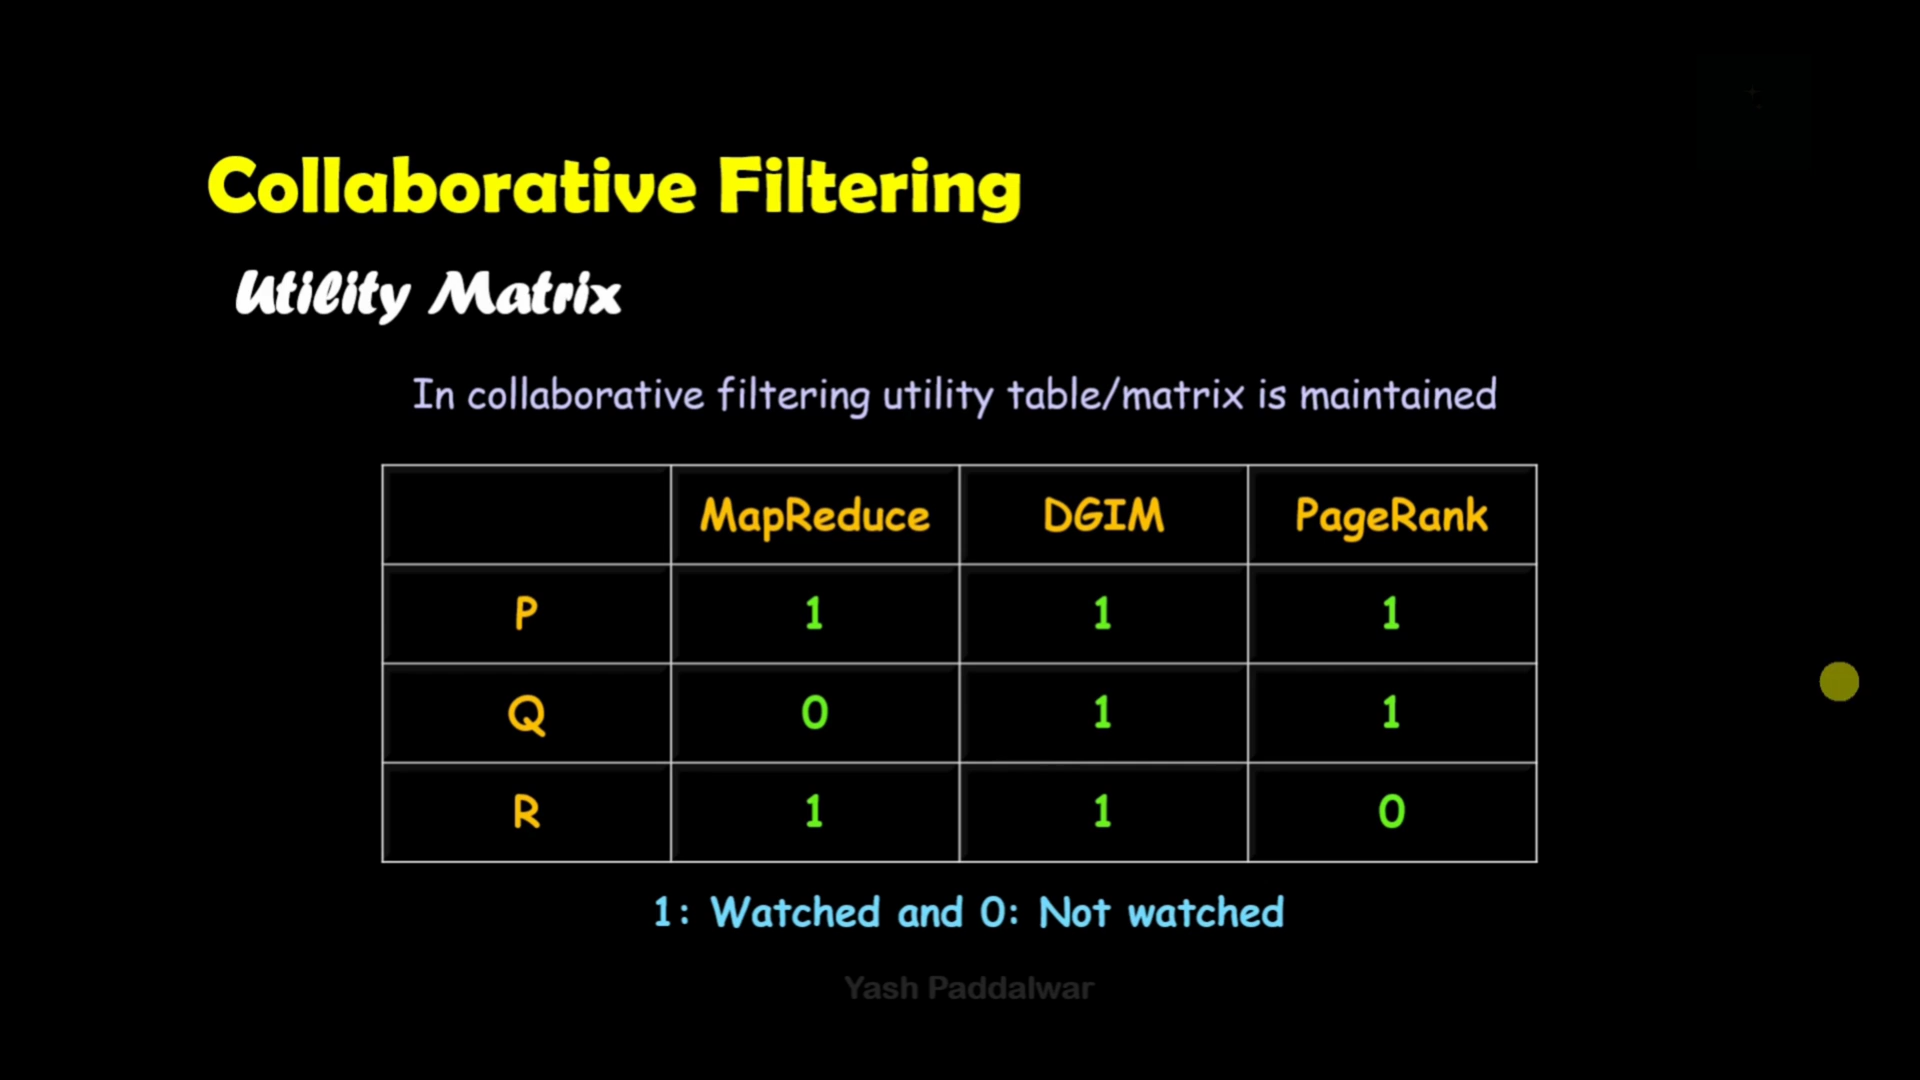 Collaborative Filtering
Utility Matrix
In collaborative filtering utility table/matrix is maintained
MapReduce DGIM PageRank
P 1 1 1
Q 0 1 1
R 1 1 0
1: Watched and 0: Not watched
Yash Paddalwar